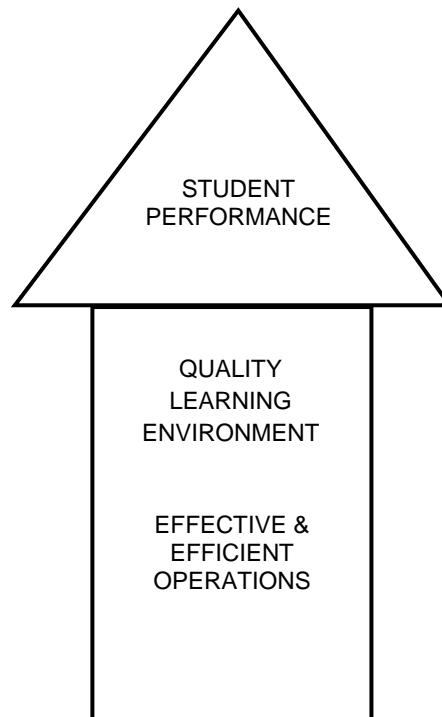 STUDENT
PERFORMANCE
QUALITY
LEARNING
ENVIRONMENT
EFFECTIVE &
EFFICIENT
OPERATIONS